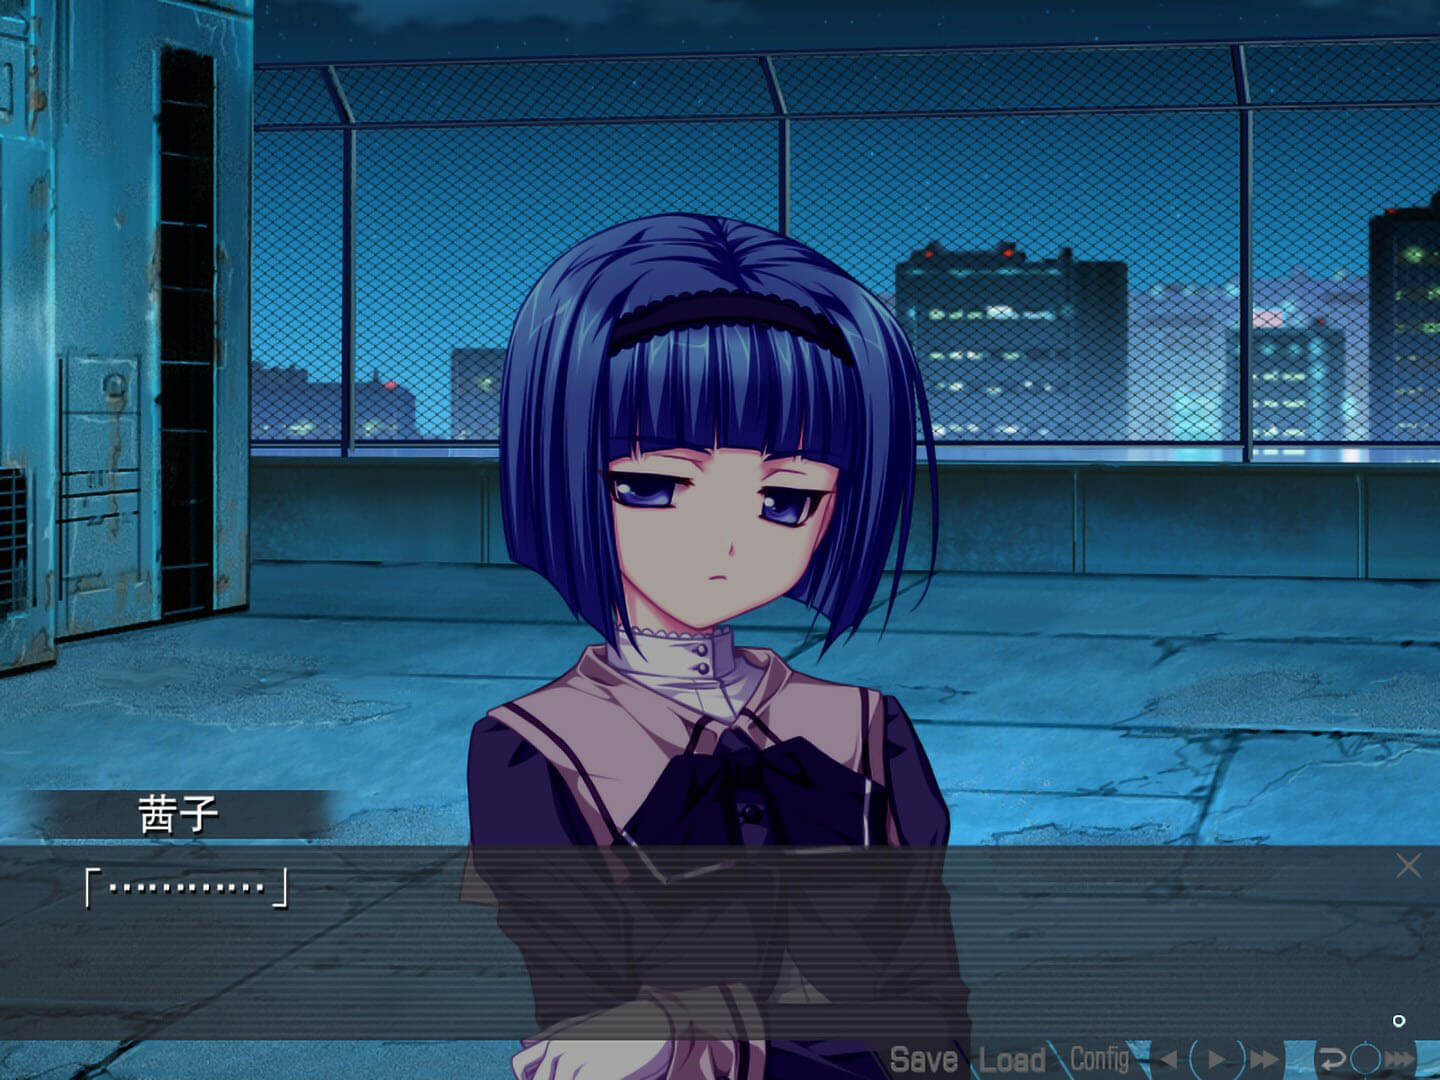 茜子
「…………」
Save Load Config